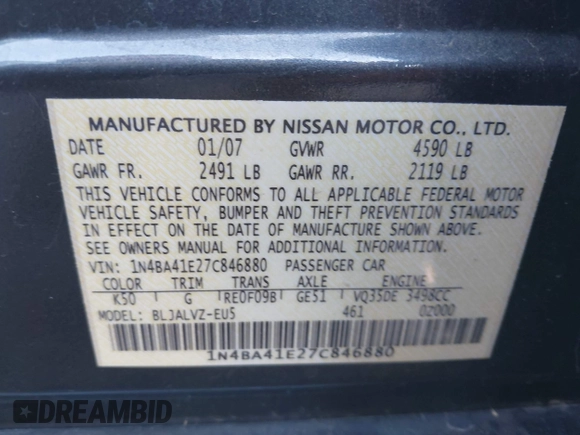 MANUFACTURED BY NISSAN MOTOR CO., LTD.
DATE 01/07 GVWR 4590 LB
GAWR FR. 2491 LB GAWR RR. 2119 LB
THIS VEHICLE CONFORMS TO ALL APPLICABLE FEDERAL MOTOR
VEHICLE SAFETY, BUMPER AND THEFT PREVENTION STANDARDS
IN EFFECT ON THE DATE OF MANUFACTURE SHOWN ABOVE.
SEE OWNERS MANUAL FOR ADDITIONAL INFORMATION.
VIN: 1N4BA41E27C846880 PASSENGER CAR
COLOR TRIM TRANS AXLE ENGINE
K50 G RE0F09B GE51 VQ35DE 3498CC
MODEL: BLJALVZ-EU5 461 02000
1N4BA41E27C846880
DREAMBID